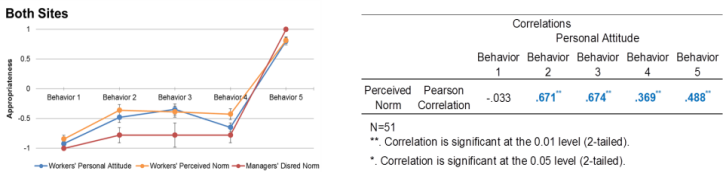 Both Sites
Appropriateness
1
0.5
0
-0.5
-1
Behavior 1
Behavior 2
Behavior 3
Behavior 4
Behavior 5
Workers' Personal Attitude
Workers' Perceived Norm
Managers' Disred Norm
Correlations
Personal Attitude
Behavior 1
Behavior 2
Behavior 3
Behavior 4
Behavior 5
Perceived Norm
Pearson Correlation
-.033 .671** .674** .369** .488**
N=51
**. Correlation is significant at the 0.01 level (2-tailed).
*. Correlation is significant at the 0.05 level (2-tailed).